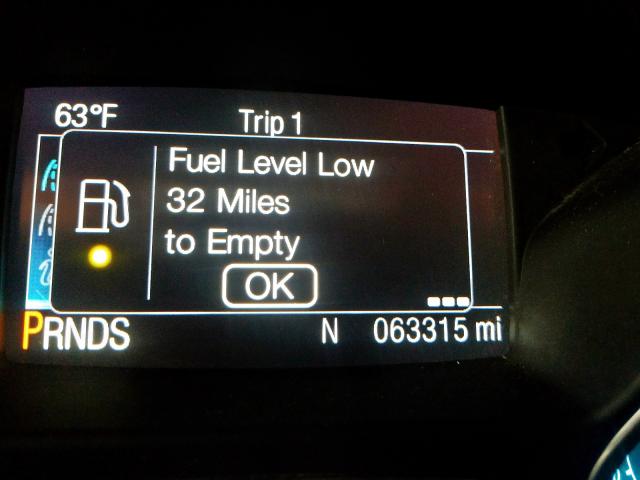 63°F Trip 1
Fuel Level Low
32 Miles
to Empty
OK
PRNDS N 063315 mi